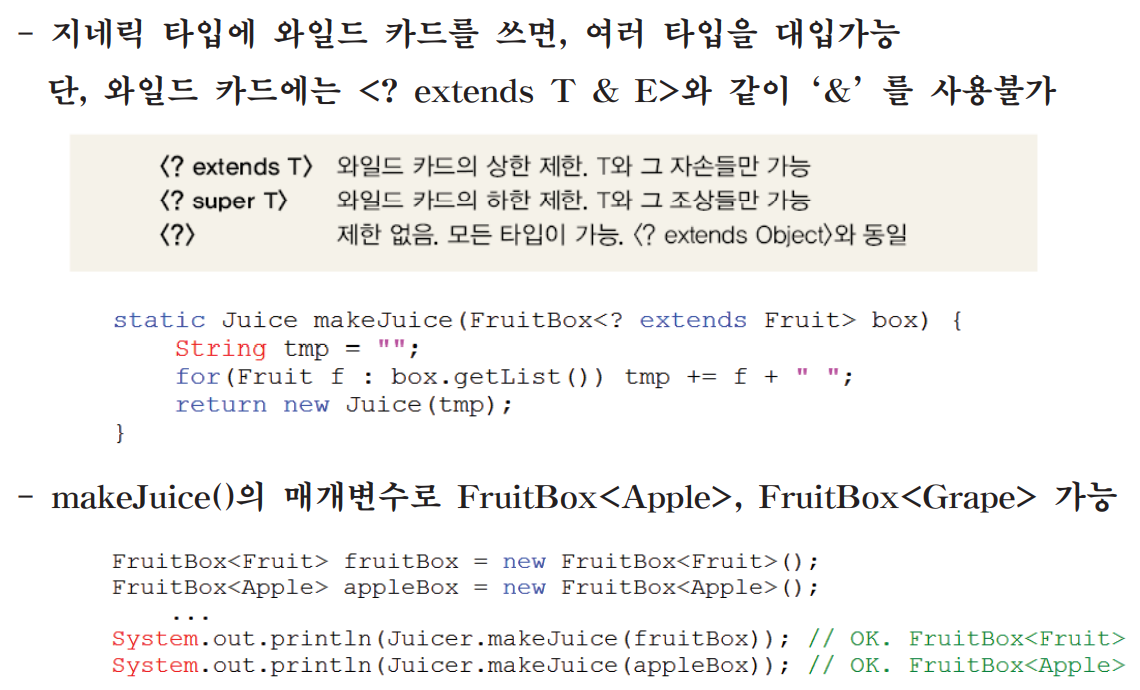 - 지네릭 타입에 와일드 카드를 쓰면, 여러 타입을 대입가능
단, 와일드 카드에는 <? extends T & E>와 같이 ‘&’ 를 사용불가
〈? extends T〉 와일드 카드의 상한 제한. T와 그 자손들만 가능
〈? super T〉 와일드 카드의 하한 제한. T와 그 조상들만 가능
〈?〉 제한 없음. 모든 타입이 가능. 〈? extends Object〉와 동일
static Juice makeJuice(FruitBox<? extends Fruit> box) {
String tmp = "";
for(Fruit f : box.getList()) tmp += f + " ";
return new Juice(tmp);
}
- makeJuice()의 매개변수로 FruitBox<Apple>, FruitBox<Grape> 가능
FruitBox<Fruit> fruitBox = new FruitBox<Fruit>();
FruitBox<Apple> appleBox = new FruitBox<Apple>();
...
System.out.println(Juicer.makeJuice(fruitBox)); // OK. FruitBox<Fruit>
System.out.println(Juicer.makeJuice(appleBox)); // OK. FruitBox<Apple>